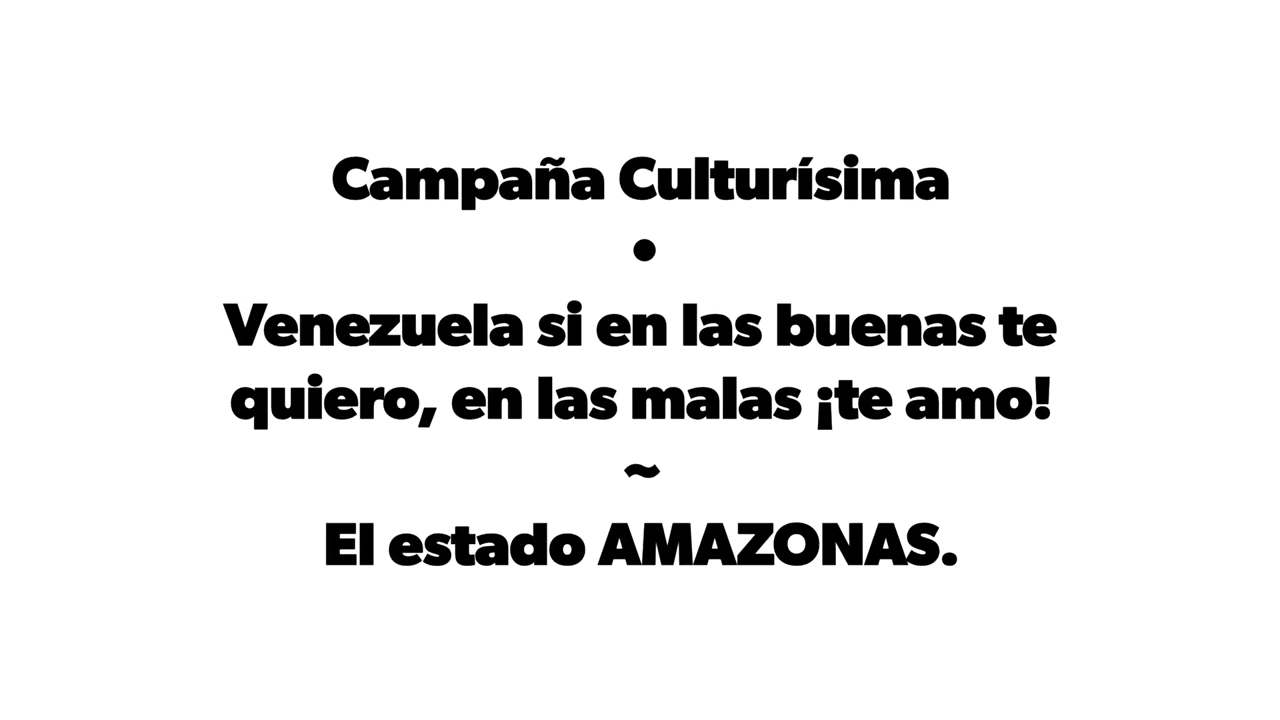 Campaña Culturísima
•
Venezuela si en las buenas te
quiero, en las malas ¡te amo!
~
El estado AMAZONAS.